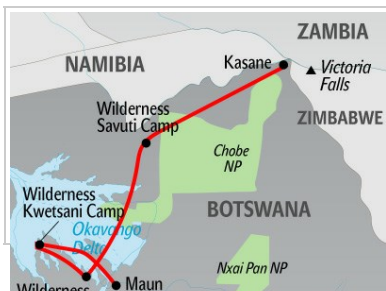 ZAMBIA
NAMIBIA
Kasane
Victoria
Falls
Wilderness
Savuti Camp
ZIMBABWE
Chobe
NP
Wilderness
Kwetsani Camp
Okavango
Delta
BOTSWANA
Nxai Pan NP
Maun
Wilderness